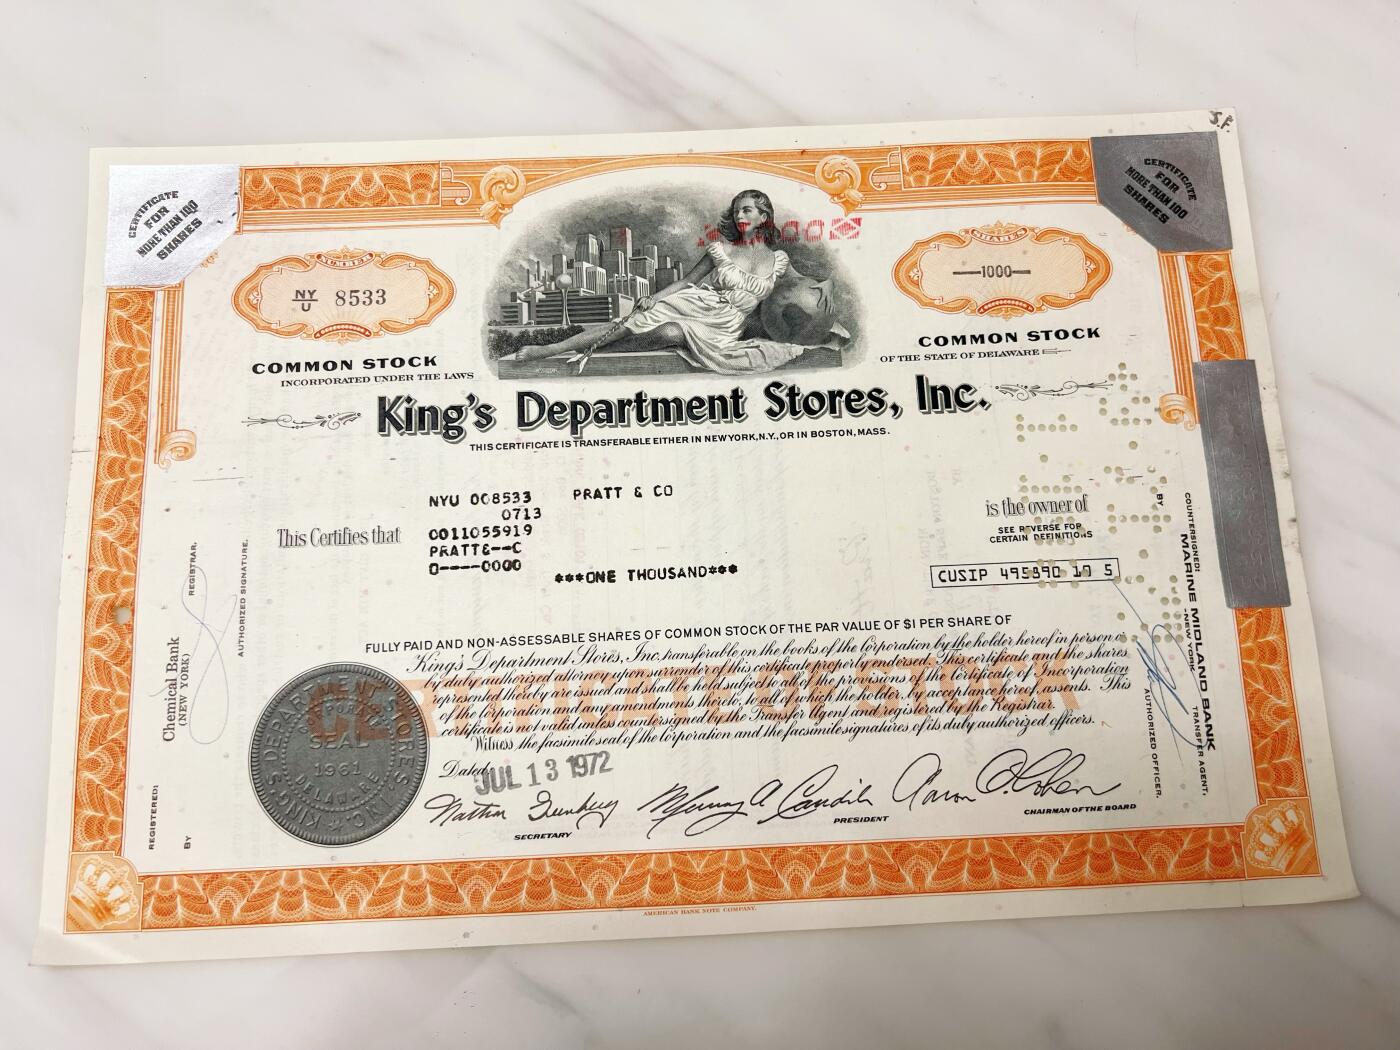 S.F.
CERTIFICATE
FOR
MORE THAN 100
SHARES
CERTIFICATE
FOR
MORE THAN 100
SHARES
NUMBER
NY
U 8533
SHARES
1000
COMMON STOCK
INCORPORATED UNDER THE LAWS
COMMON STOCK
OF THE STATE OF DELAWARE
King's Department Stores, Inc.
THIS CERTIFICATE IS TRANSFERABLE EITHER IN NEW YORK, N.Y., OR IN BOSTON, MASS.
NYU 008533 PRATT & CO
0713
This Certifies that
0011055919
PRATT&--C
0----0000
***ONE THOUSAND***
is the owner of
SEE REVERSE FOR
CERTAIN DEFINITIONS
CUSIP 495890 10 5
FULLY PAID AND NON-ASSESSABLE SHARES OF COMMON STOCK OF THE PAR VALUE OF $1 PER SHARE OF
King's Department Stores, Inc. transferable on the books of the Corporation by the holder hereof in person or
by duly authorized attorney upon surrender of this certificate properly endorsed. This certificate and the shares
represented thereby are issued and shall be held subject to all of the provisions of the Certificate of Incorporation
of the Corporation and any amendments thereto, to all of which the holder, by acceptance hereof, assents. This
certificate is not valid unless countersigned by the Transfer Agent and registered by the Registrar.
Witness the facsimile seal of the Corporation and the facsimile signatures of its duly authorized officers.
Dated
JUL 13 1972
SECRETARY
PRESIDENT
CHAIRMAN OF THE BOARD
KING'S DEPARTMENT STORES, INC.
CORPORATE
SEAL
1961
DELAWARE
REGISTERED:
Chemical Bank
(NEW YORK)
REGISTRAR,
BY
AUTHORIZED SIGNATURE.
COUNTERSIGNED:
MARINE MIDLAND BANK
-NEW YORK-
TRANSFER AGENT,
BY
AUTHORIZED OFFICER.
AMERICAN BANK NOTE COMPANY.